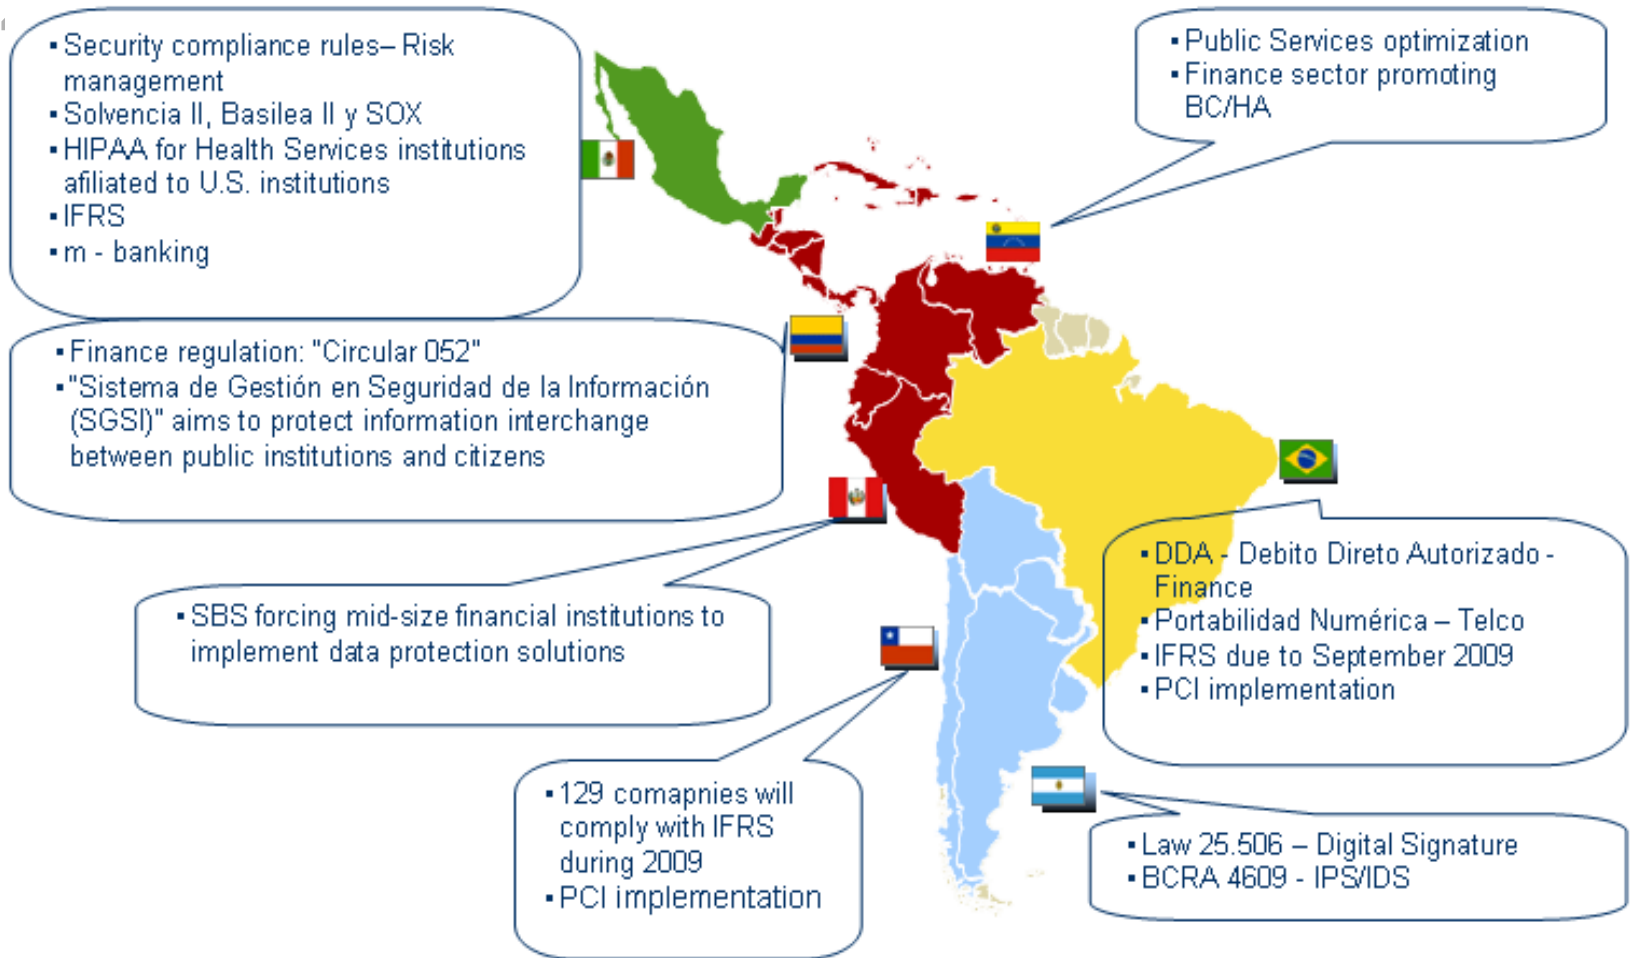 ▪ Security compliance rules– Risk
management
▪ Solvencia II, Basilea II y SOX
▪ HIPAA for Health Services institutions
afiliated to U.S. institutions
▪ IFRS
▪ m - banking
▪ Public Services optimization
▪ Finance sector promoting
BC/HA
▪ Finance regulation: "Circular 052"
▪ "Sistema de Gestión en Seguridad de la Información
(SGSI)" aims to protect information interchange
between public institutions and citizens
▪ SBS forcing mid-size financial institutions to
implement data protection solutions
▪ DDA - Debito Direto Autorizado -
Finance
▪ Portabilidad Numérica – Telco
▪ IFRS due to September 2009
▪ PCI implementation
▪ 129 comapnies will
comply with IFRS
during 2009
▪ PCI implementation
▪ Law 25.506 – Digital Signature
▪ BCRA 4609 - IPS/IDS